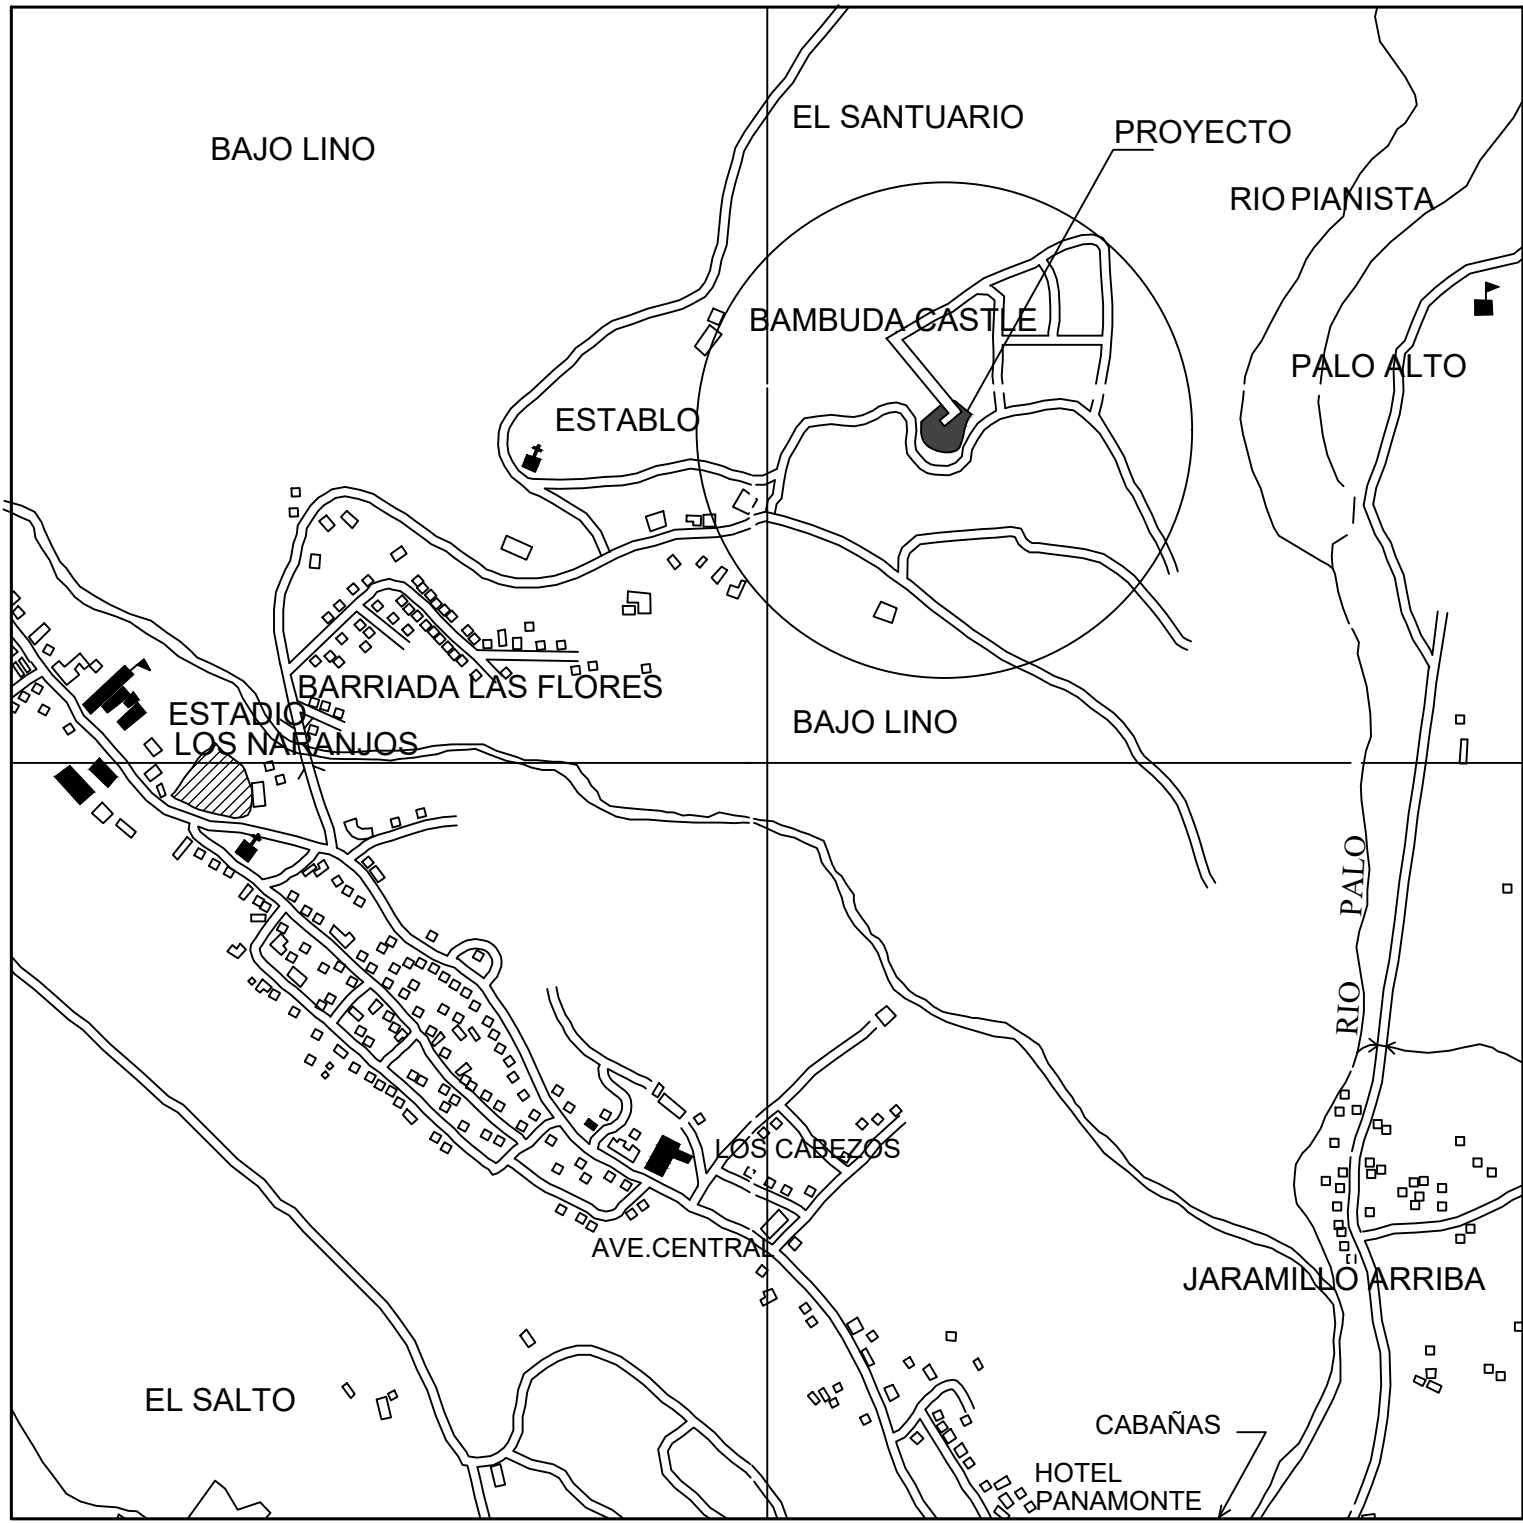 EL SANTUARIO
PROYECTO
BAJO LINO
RIO PIANISTA
BAMBUDA CASTLE
PALO ALTO
ESTABLO
BARRIADA LAS FLORES
ESTADIO
LOS NARANJOS
BAJO LINO
RIO PALO
LOS CABEZOS
AVE.CENTRAL
JARAMILLO ARRIBA
EL SALTO
CABAÑAS
HOTEL
PANAMONTE